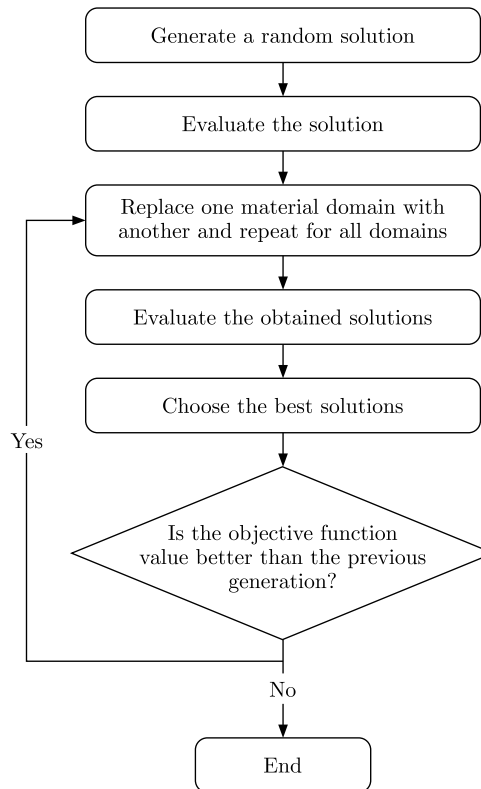 Generate a random solution
Evaluate the solution
Replace one material domain with
another and repeat for all domains
Evaluate the obtained solutions
Choose the best solutions
Yes
Is the objective function
value better than the previous
generation?
No
End